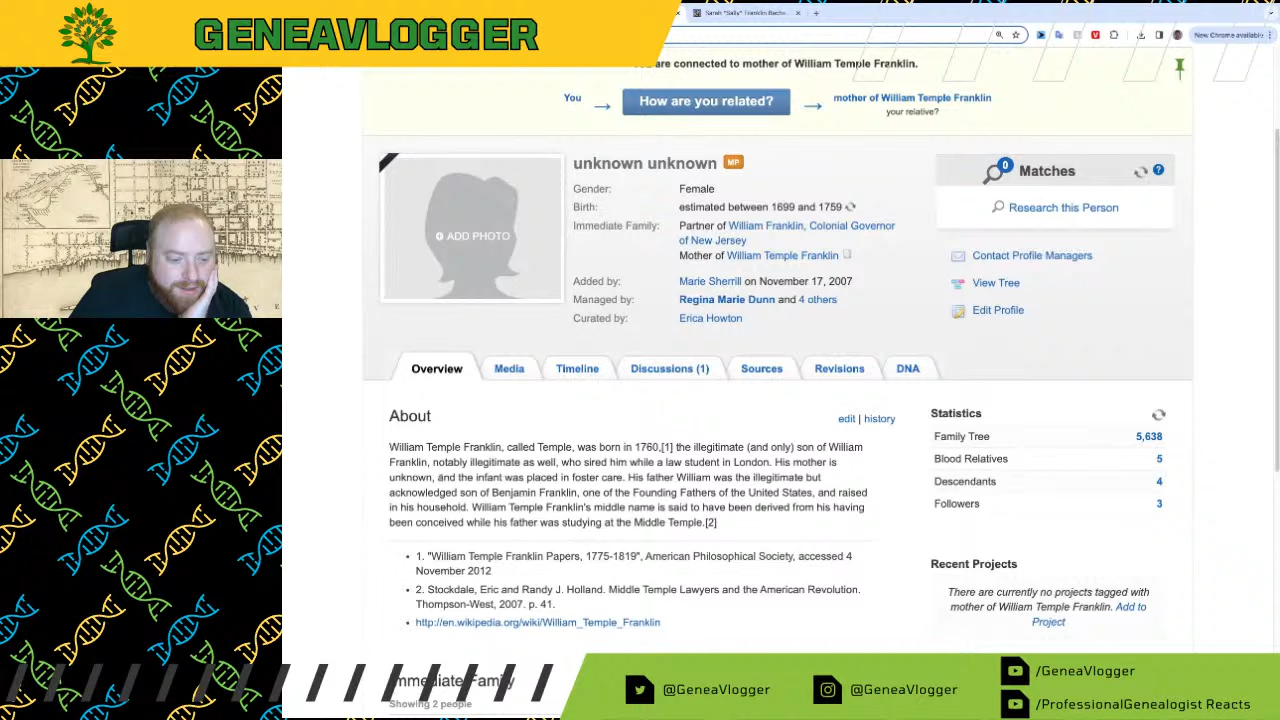 GENEAVLOGGER
Sarah "Sally" Franklin Bache
New Chrome available
You are connected to mother of William Temple Franklin.
You
How are you related?
mother of William Temple Franklin
your relative?
unknown unknown MP
Gender: Female
Birth: estimated between 1699 and 1759
Immediate Family: Partner of William Franklin, Colonial Governor
of New Jersey
Mother of William Temple Franklin
Added by: Marie Sherrill on November 17, 2007
Managed by: Regina Marie Dunn and 4 others
Curated by: Erica Howton
ADD PHOTO
0 Matches
Research this Person
Contact Profile Managers
View Tree
Edit Profile
Overview Media Timeline Discussions (1) Sources Revisions DNA
About edit | history
William Temple Franklin, called Temple, was born in 1760,[1] the illegitimate (and only) son of William
Franklin, notably illegitimate as well, who sired him while a law student in London. His mother is
unknown, and the infant was placed in foster care. His father William was the illegitimate but
acknowledged son of Benjamin Franklin, one of the Founding Fathers of the United States, and raised
in his household. William Temple Franklin's middle name is said to have been derived from his having
been conceived while his father was studying at the Middle Temple.[2]
• 1. "William Temple Franklin Papers, 1775-1819", American Philosophical Society, accessed 4
November 2012
• 2. Stockdale, Eric and Randy J. Holland. Middle Temple Lawyers and the American Revolution.
Thompson-West, 2007. p. 41.
• http://en.wikipedia.org/wiki/William_Temple_Franklin
Immediate Family
Showing 2 people
Statistics
Family Tree 5,638
Blood Relatives 5
Descendants 4
Followers 3
Recent Projects
There are currently no projects tagged with
mother of William Temple Franklin. Add to
Project
@GeneaVlogger
@GeneaVlogger
/GeneaVlogger
/ProfessionalGenealogist Reacts